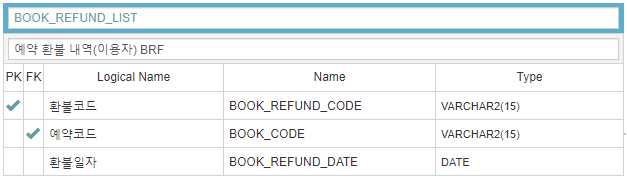 BOOK_REFUND_LIST
예약 환불 내역(이용자) BRF
PK FK Logical Name Name Type
환불코드 BOOK_REFUND_CODE VARCHAR2(15)
예약코드 BOOK_CODE VARCHAR2(15)
환불일자 BOOK_REFUND_DATE DATE